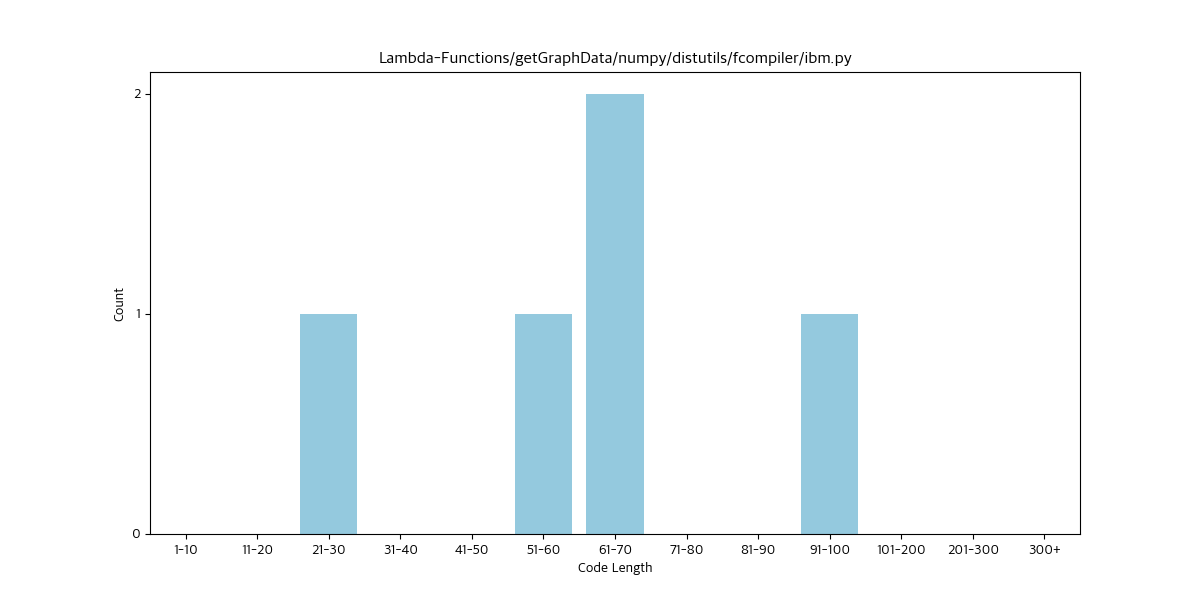 Lambda-Functions/getGraphData/numpy/distutils/fcompiler/ibm.py
2
1
0
Count
1-10 11-20 21-30 31-40 41-50 51-60 61-70 71-80 81-90 91-100 101-200 201-300 300+
Code Length